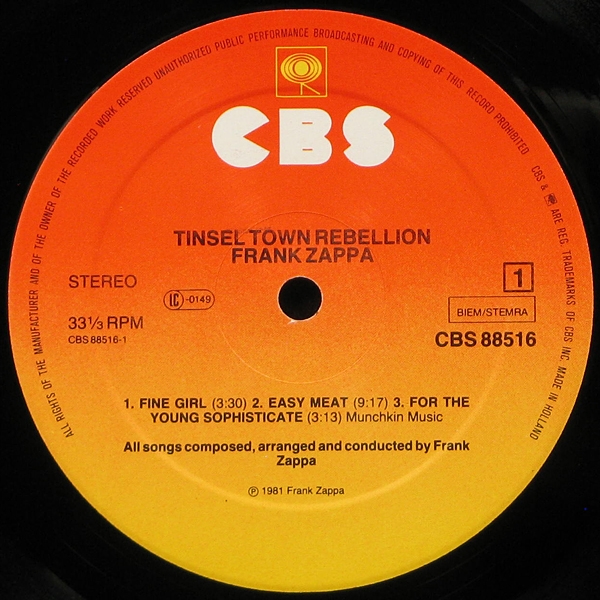 ALL RIGHTS OF THE MANUFACTURER AND OF THE OWNER OF THE RECORDED WORK RESERVED UNAUTHORIZED PUBLIC PERFORMANCE BROADCASTING AND COPYING OF THIS RECORD PROHIBITED
CBS & ARE REG. TRADEMARKS OF CBS INC. MADE IN HOLLAND
CBS
TINSEL TOWN REBELLION
FRANK ZAPPA
STEREO
LC -0149
33⅓ RPM
CBS 88516-1
1
BIEM/STEMRA
CBS 88516
1. FINE GIRL (3:30) 2. EASY MEAT (9:17) 3. FOR THE
YOUNG SOPHISTICATE (3:13) Munchkin Music
All songs composed, arranged and conducted by Frank
Zappa
℗ 1981 Frank Zappa